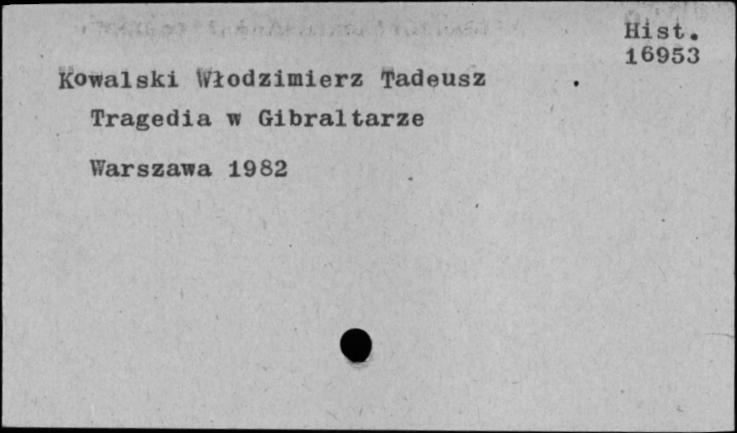 Hist.
16953
Kowalski Włodzimierz Tadeusz
Tragedia w Gibraltarze
Warszawa 1982